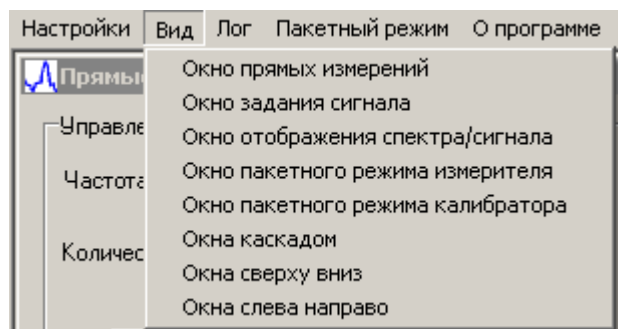 Настройки Вид Лог Пакетный режим О программе
Окно прямых измерений
Окно задания сигнала
Окно отображения спектра/сигнала
Окно пакетного режима измерителя
Окно пакетного режима калибратора
Окна каскадом
Окна сверху вниз
Окна слева направо
Прямы
Управле
Частота
Количес